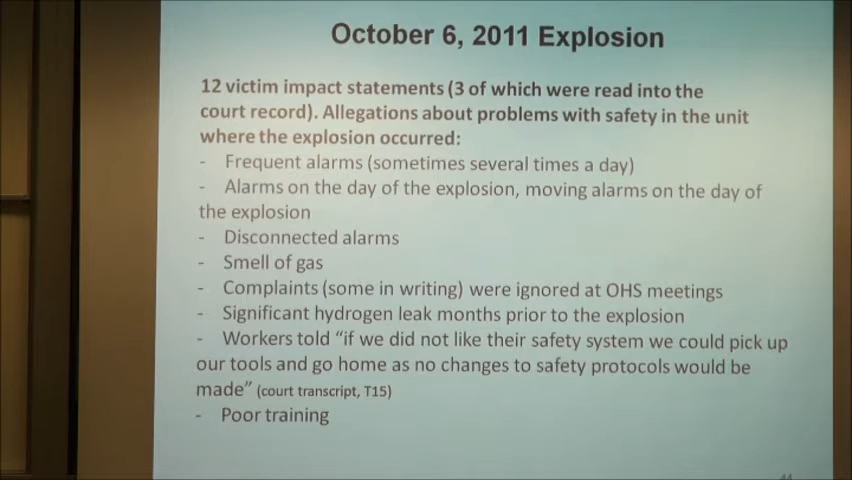 October 6, 2011 Explosion
12 victim impact statements (3 of which were read into the
court record). Allegations about problems with safety in the unit
where the explosion occurred:
- Frequent alarms (sometimes several times a day)
- Alarms on the day of the explosion, moving alarms on the day of
the explosion
- Disconnected alarms
- Smell of gas
- Complaints (some in writing) were ignored at OHS meetings
- Significant hydrogen leak months prior to the explosion
- Workers told “if we did not like their safety system we could pick up
our tools and go home as no changes to safety protocols would be
made” (court transcript, T15)
- Poor training